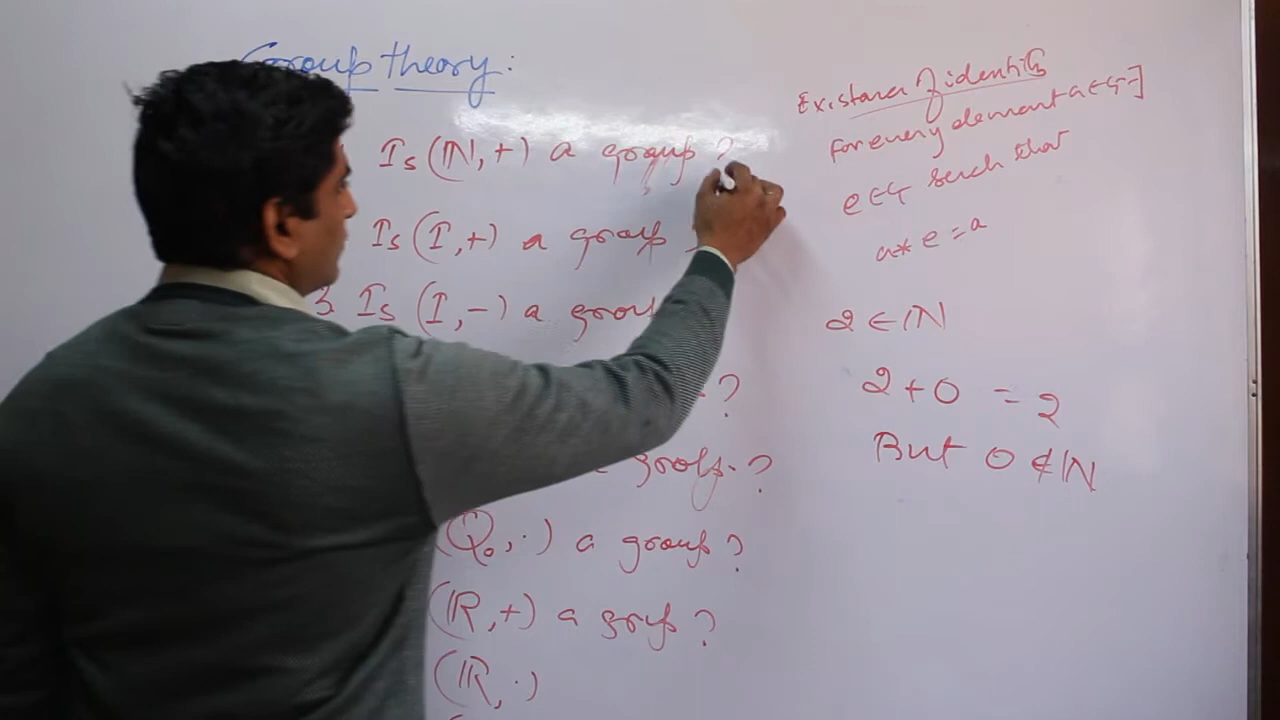 Group theory:
Is (ℕ,+) a group ?
Is (I,+) a group
3. Is (I,-) a group
?
group. ?
(Q₀,·) a group ?
(ℝ,+) a group ?
(ℝ,·)
Existance of identity
For every element a∈G ∃
e∈G such that
a*e=a
2∈ℕ
2+0 = 2
But 0∉ℕ